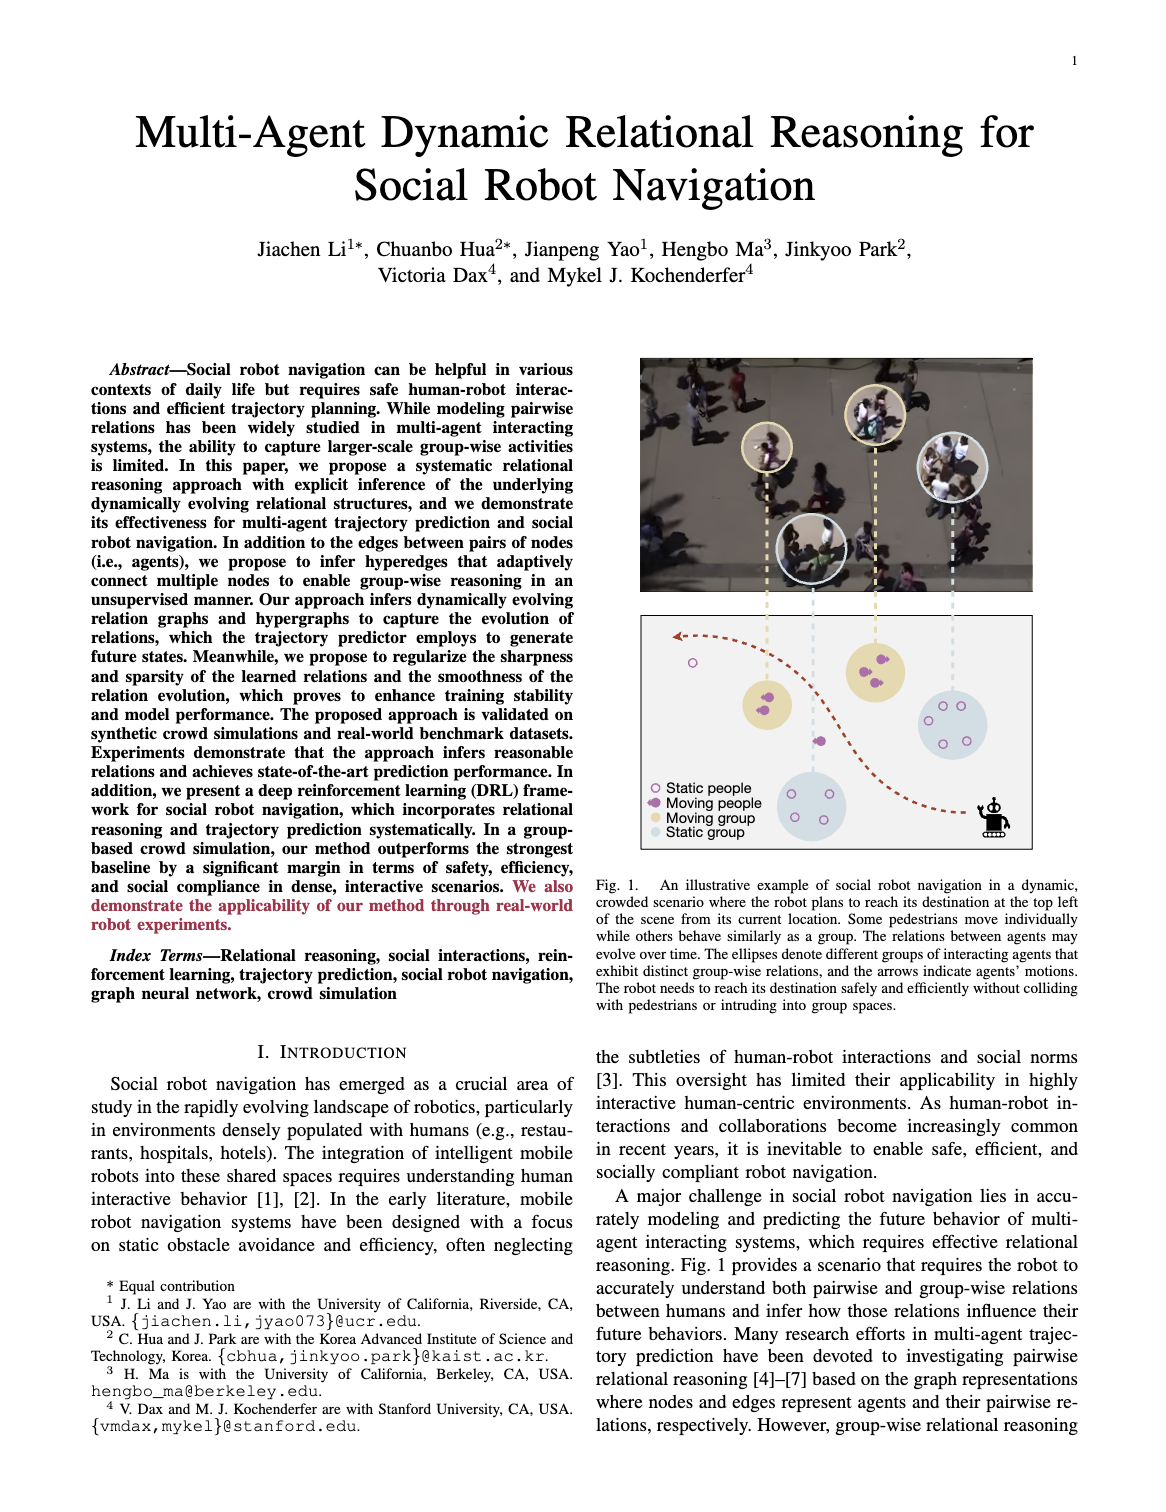 1
Multi-Agent Dynamic Relational Reasoning for
Social Robot Navigation
Jiachen Li1*, Chuanbo Hua2*, Jianpeng Yao1, Hengbo Ma3, Jinkyoo Park2,
Victoria Dax4, and Mykel J. Kochenderfer4
Abstract—Social robot navigation can be helpful in various
contexts of daily life but requires safe human-robot interac-
tions and efficient trajectory planning. While modeling pairwise
relations has been widely studied in multi-agent interacting
systems, the ability to capture larger-scale group-wise activities
is limited. In this paper, we propose a systematic relational
reasoning approach with explicit inference of the underlying
dynamically evolving relational structures, and we demonstrate
its effectiveness for multi-agent trajectory prediction and social
robot navigation. In addition to the edges between pairs of nodes
(i.e., agents), we propose to infer hyperedges that adaptively
connect multiple nodes to enable group-wise reasoning in an
unsupervised manner. Our approach infers dynamically evolving
relation graphs and hypergraphs to capture the evolution of
relations, which the trajectory predictor employs to generate
future states. Meanwhile, we propose to regularize the sharpness
and sparsity of the learned relations and the smoothness of the
relation evolution, which proves to enhance training stability
and model performance. The proposed approach is validated on
synthetic crowd simulations and real-world benchmark datasets.
Experiments demonstrate that the approach infers reasonable
relations and achieves state-of-the-art prediction performance. In
addition, we present a deep reinforcement learning (DRL) frame-
work for social robot navigation, which incorporates relational
reasoning and trajectory prediction systematically. In a group-
based crowd simulation, our method outperforms the strongest
baseline by a significant margin in terms of safety, efficiency,
and social compliance in dense, interactive scenarios. We also
demonstrate the applicability of our method through real-world
robot experiments.
Index Terms—Relational reasoning, social interactions, rein-
forcement learning, trajectory prediction, social robot navigation,
graph neural network, crowd simulation
I. INTRODUCTION
Social robot navigation has emerged as a crucial area of
study in the rapidly evolving landscape of robotics, particularly
in environments densely populated with humans (e.g., restau-
rants, hospitals, hotels). The integration of intelligent mobile
robots into these shared spaces requires understanding human
interactive behavior [1], [2]. In the early literature, mobile
robot navigation systems have been designed with a focus
on static obstacle avoidance and efficiency, often neglecting
* Equal contribution
1 J. Li and J. Yao are with the University of California, Riverside, CA,
USA. {jiachen.li,jyao073}@ucr.edu.
2 C. Hua and J. Park are with the Korea Advanced Institute of Science and
Technology, Korea. {cbhua,jinkyoo.park}@kaist.ac.kr.
3 H. Ma is with the University of California, Berkeley, CA, USA.
hengbo_ma@berkeley.edu.
4 V. Dax and M. J. Kochenderfer are with Stanford University, CA, USA.
{vmdax,mykel}@stanford.edu.
Static people
Moving people
Moving group
Static group
Fig. 1. An illustrative example of social robot navigation in a dynamic,
crowded scenario where the robot plans to reach its destination at the top left
of the scene from its current location. Some pedestrians move individually
while others behave similarly as a group. The relations between agents may
evolve over time. The ellipses denote different groups of interacting agents that
exhibit distinct group-wise relations, and the arrows indicate agents' motions.
The robot needs to reach its destination safely and efficiently without colliding
with pedestrians or intruding into group spaces.
the subtleties of human-robot interactions and social norms
[3]. This oversight has limited their applicability in highly
interactive human-centric environments. As human-robot in-
teractions and collaborations become increasingly common
in recent years, it is inevitable to enable safe, efficient, and
socially compliant robot navigation.
A major challenge in social robot navigation lies in accu-
rately modeling and predicting the future behavior of multi-
agent interacting systems, which requires effective relational
reasoning. Fig. 1 provides a scenario that requires the robot to
accurately understand both pairwise and group-wise relations
between humans and infer how those relations influence their
future behaviors. Many research efforts in multi-agent trajec-
tory prediction have been devoted to investigating pairwise
relational reasoning [4]–[7] based on the graph representations
where nodes and edges represent agents and their pairwise re-
lations, respectively. However, group-wise relational reasoning